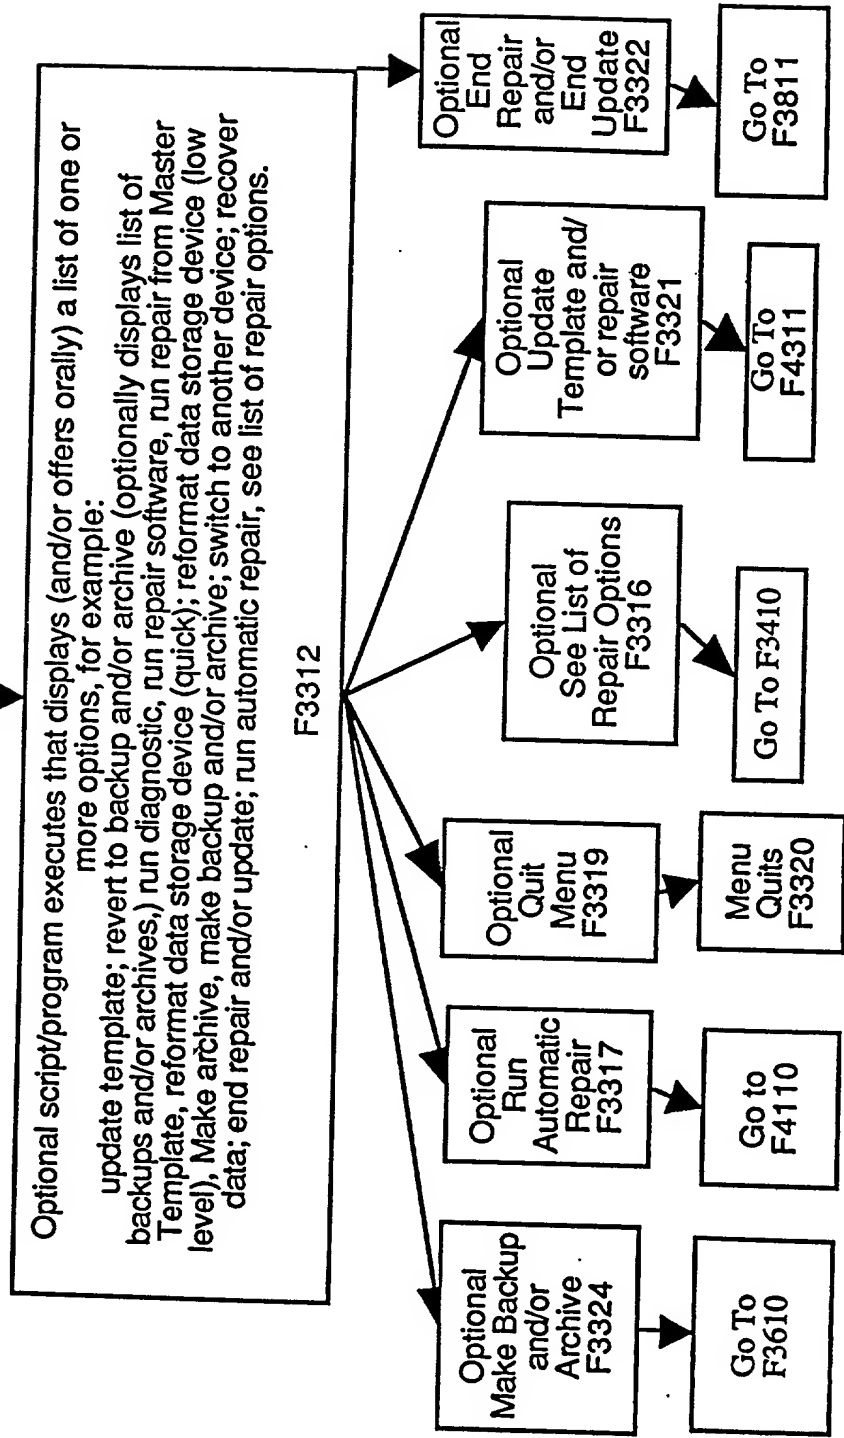 Optional script/program executes that displays (and/or offers orally) a list of one or
more options, for example:
update template; revert to backup and/or archive (optionally displays list of
backups and/or archives,) run diagnostic, run repair software, run repair from Master
Template, reformat data storage device (quick); reformat data storage device (low
level), Make archive, make backup and/or archive; switch to another device; recover
data; end repair and/or update; run automatic repair, see list of repair options.
F3312
Optional
Make Backup
and/or
Archive
F3324
Go To
F3610
Optional
Run
Automatic
Repair
F3317
Go to
F4110
Optional
Quit
Menu
F3319
Menu
Quits
F3320
Optional
See List of
Repair Options
F3316
Go To F3410
Optional
Update
Template and/
or repair
software
F3321
Go To
F4311
Optional
End
Repair
and/or
End
Update
F3322
Go To
F3811